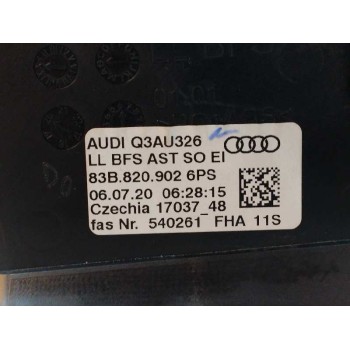 AUDI Q3AU326
LL BFS AST SO EI
83B.820.902 6PS
06.07.20 06:28:15
Czechia 17037_48
fas Nr. 540261 FHA 11S